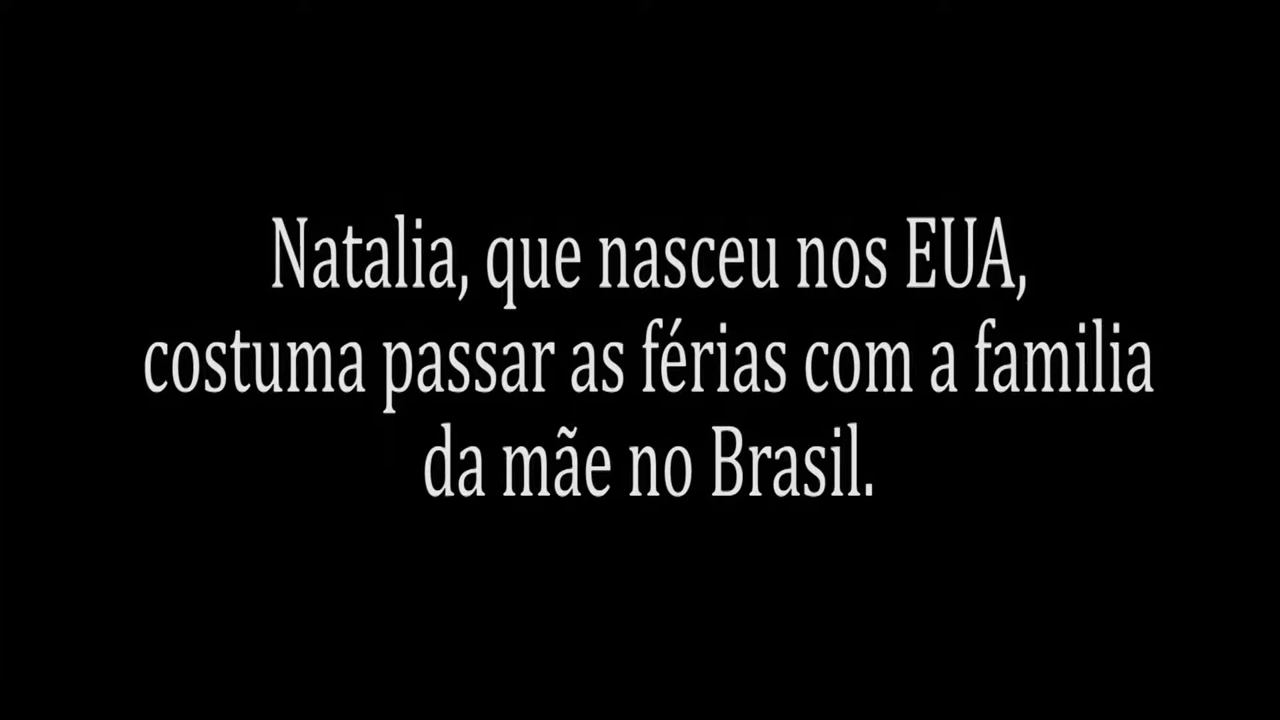 Natalia, que nasceu nos EUA,
costuma passar as férias com a familia
da mãe no Brasil.